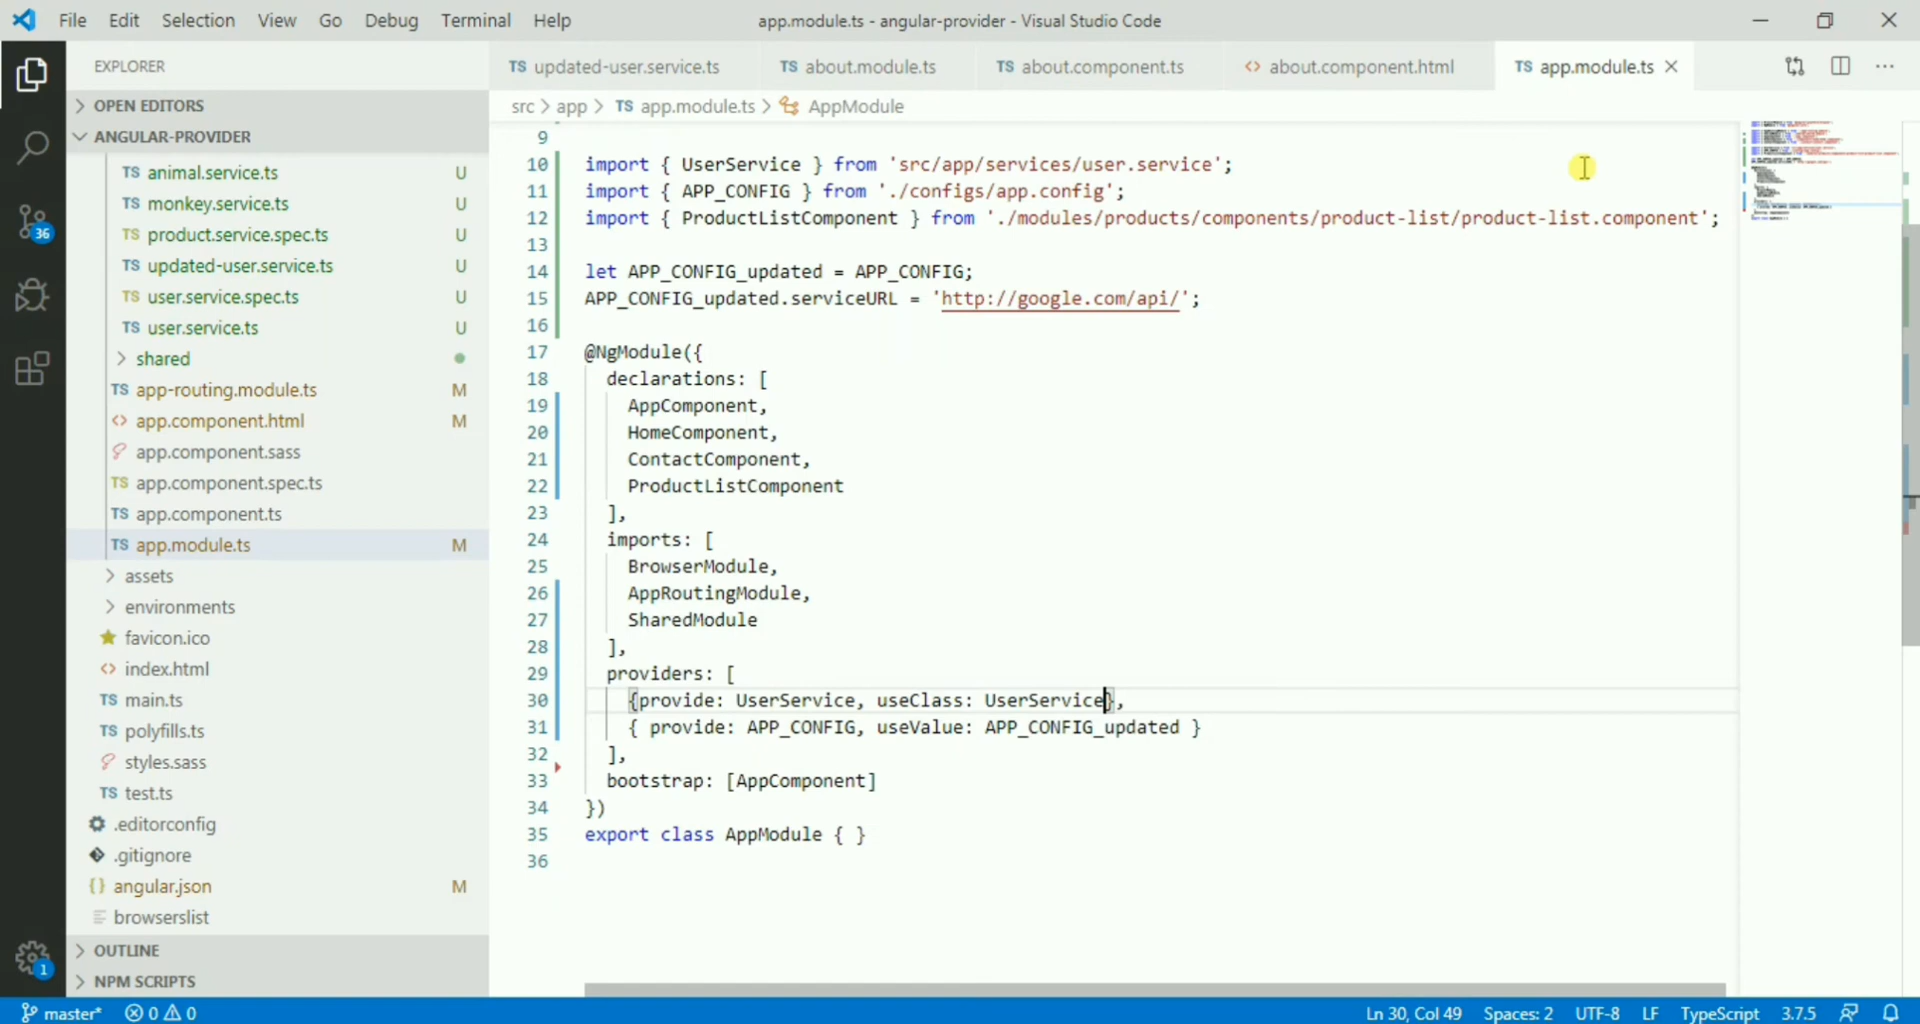 File Edit Selection View Go Debug Terminal Help
app.module.ts - angular-provider - Visual Studio Code
EXPLORER
OPEN EDITORS
ANGULAR-PROVIDER
TS animal.service.ts U
TS monkey.service.ts U
TS product.service.spec.ts U
TS updated-user.service.ts U
TS user.service.spec.ts U
TS user.service.ts U
shared
TS app-routing.module.ts M
<> app.component.html M
app.component.sass
TS app.component.spec.ts
TS app.component.ts
TS app.module.ts M
assets
environments
favicon.ico
<> index.html
TS main.ts
TS polyfills.ts
styles.sass
TS test.ts
.editorconfig
.gitignore
{} angular.json M
browserslist
OUTLINE
NPM SCRIPTS
36
1
TS updated-user.service.ts TS about.module.ts TS about.component.ts <> about.component.html TS app.module.ts
src > app > TS app.module.ts > AppModule
9
10 import { UserService } from 'src/app/services/user.service';
11 import { APP_CONFIG } from './configs/app.config';
12 import { ProductListComponent } from './modules/products/components/product-list/product-list.component';
13
14 let APP_CONFIG_updated = APP_CONFIG;
15 APP_CONFIG_updated.serviceURL = 'http://google.com/api/';
16
17 @NgModule({
18 declarations: [
19 AppComponent,
20 HomeComponent,
21 ContactComponent,
22 ProductListComponent
23 ],
24 imports: [
25 BrowserModule,
26 AppRoutingModule,
27 SharedModule
28 ],
29 providers: [
30 {provide: UserService, useClass: UserService},
31 { provide: APP_CONFIG, useValue: APP_CONFIG_updated }
32 ],
33 bootstrap: [AppComponent]
34 })
35 export class AppModule { }
36
master* 0 0 Ln 30, Col 49 Spaces: 2 UTF-8 LF TypeScript 3.7.5